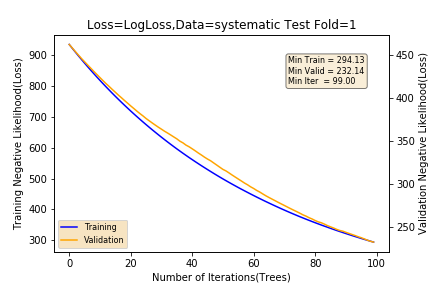 Loss=LogLoss,Data=systematic Test Fold=1
Training Negative Likelihood(Loss)
900
800
700
600
500
400
300
Min Train = 294.13
Min Valid = 232.14
Min Iter = 99.00
Training
Validation
450
400
350
300
250
Validation Negative Likelihood(Loss)
0 20 40 60 80 100
Number of Iterations(Trees)